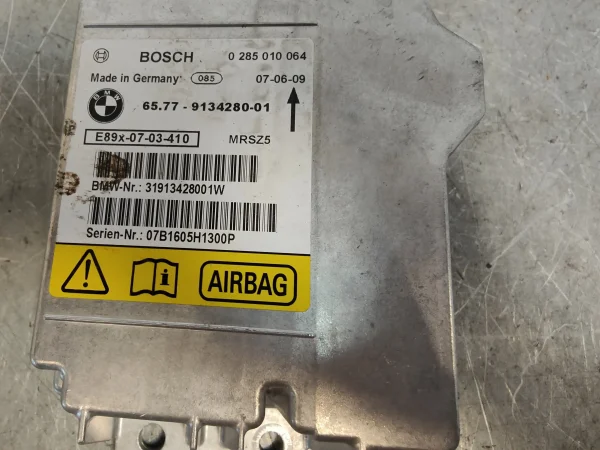 BOSCH 0 285 010 064
Made in Germany 085 07-06-09
BMW 65.77 - 9134280-01
E89x-07-03-410 MRSZ5
BMW-Nr.: 31913428001W
Serien-Nr.: 07B1605H1300P
i AIRBAG